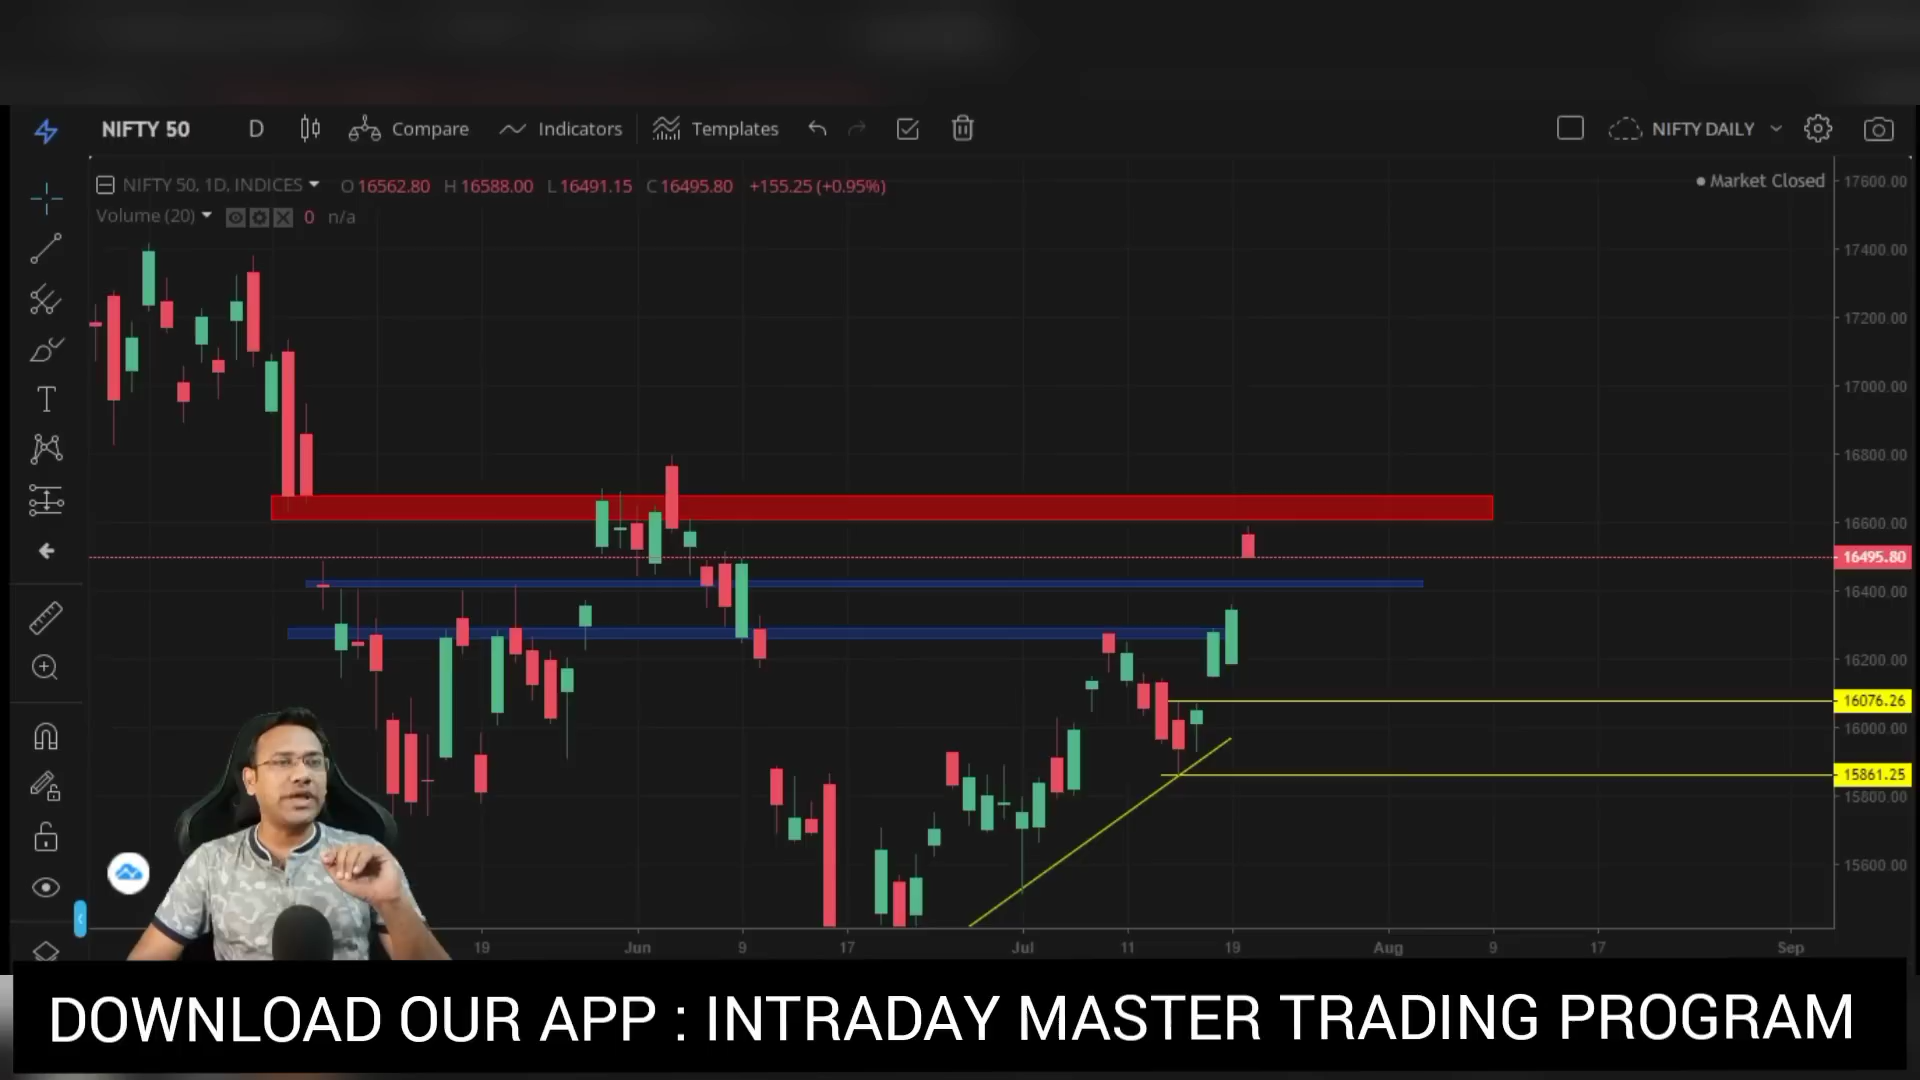 NIFTY 50 D Compare Indicators Templates NIFTY DAILY
NIFTY 50, 1D, INDICES O 16562.80 H 16588.00 L 16491.15 C 16495.80 +155.25 (+0.95%)
Market Closed
Volume (20) 0 n/a
17600.00
17400.00
17200.00
17000.00
16800.00
16600.00
16495.80
16400.00
16200.00
16076.26
16000.00
15861.25
15800.00
15600.00
19 Jun 9 17 Jul 11 19 Aug 9 17 Sep
DOWNLOAD OUR APP : INTRADAY MASTER TRADING PROGRAM